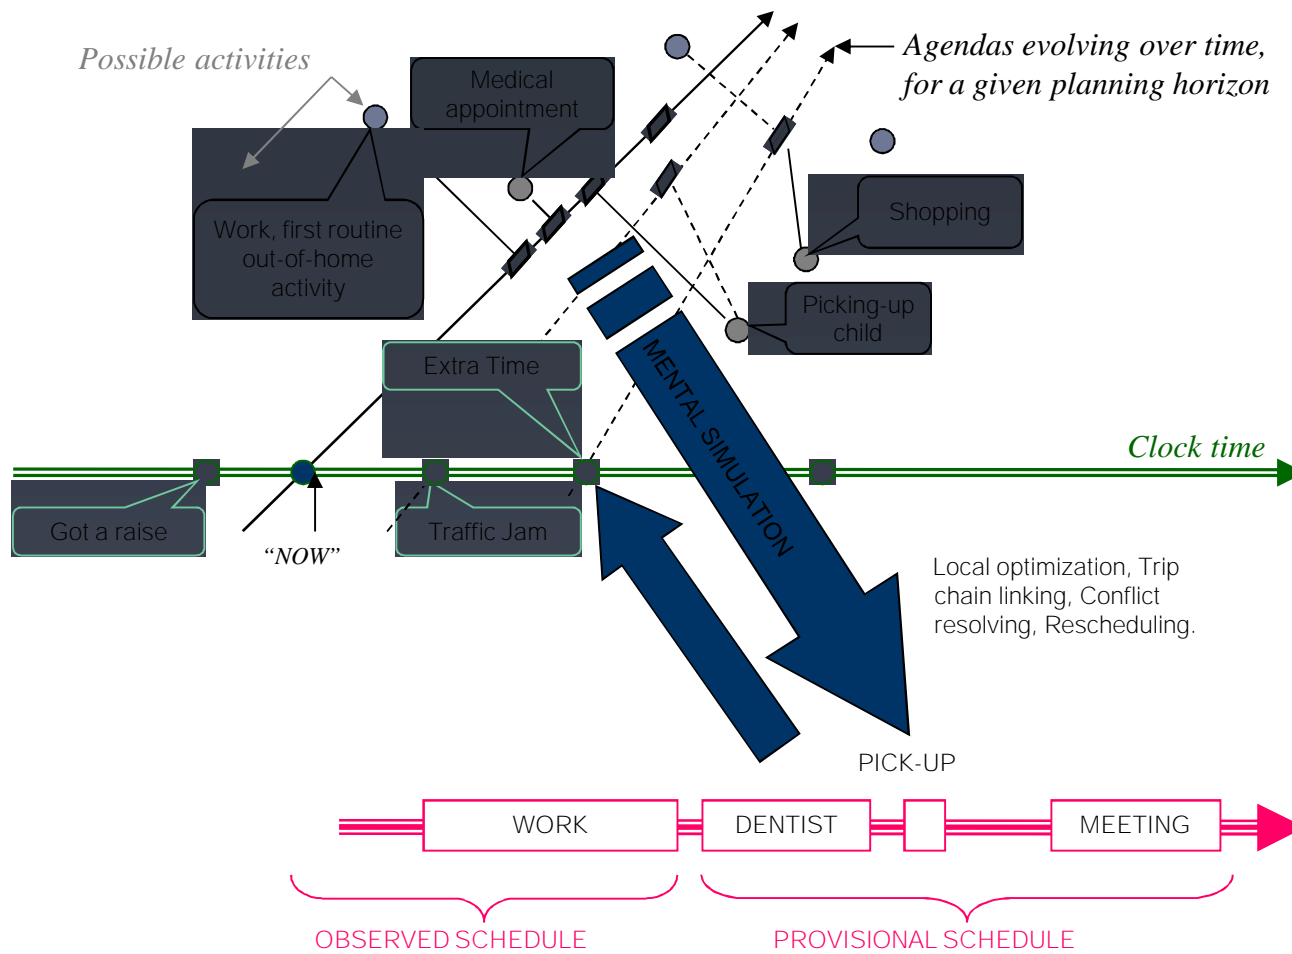 Possible activities
Agendas evolving over time,
for a given planning horizon
Medical
appointment
Work, first routine
out-of-home
activity
Shopping
Picking-up
child
Extra Time
MENTAL SIMULATION
Clock time
Got a raise
"NOW"
Traffic Jam
Local optimization, Trip
chain linking, Conflict
resolving, Rescheduling.
PICK-UP
WORK
DENTIST
MEETING
OBSERVED SCHEDULE
PROVISIONAL SCHEDULE